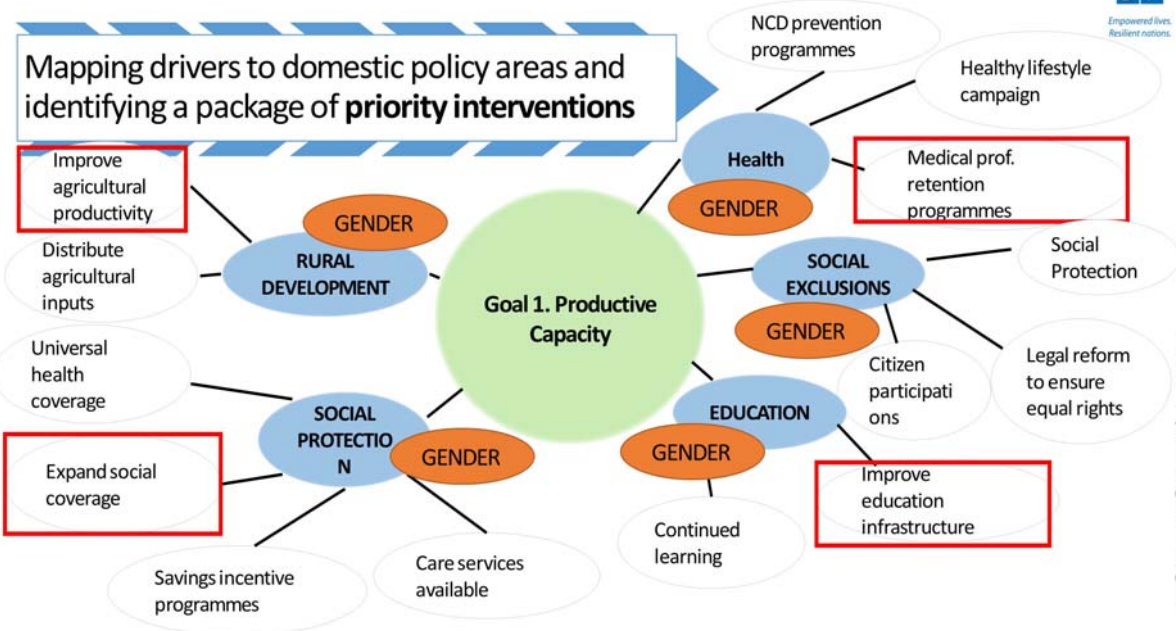 Empowered lives.
Resilient nations.
Mapping drivers to domestic policy areas and
identifying a package of priority interventions
NCD prevention
programmes
Healthy lifestyle
campaign
Health
GENDER
Medical prof.
retention
programmes
Improve
agricultural
productivity
GENDER
RURAL
DEVELOPMENT
Distribute
agricultural
inputs
Goal 1. Productive
Capacity
SOCIAL
EXCLUSIONS
GENDER
Social
Protection
Citizen
participati
ons
Legal reform
to ensure
equal rights
Universal
health
coverage
SOCIAL
PROTECTIO
N
GENDER
Expand social
coverage
Savings incentive
programmes
Care services
available
EDUCATION
GENDER
Continued
learning
Improve
education
infrastructure